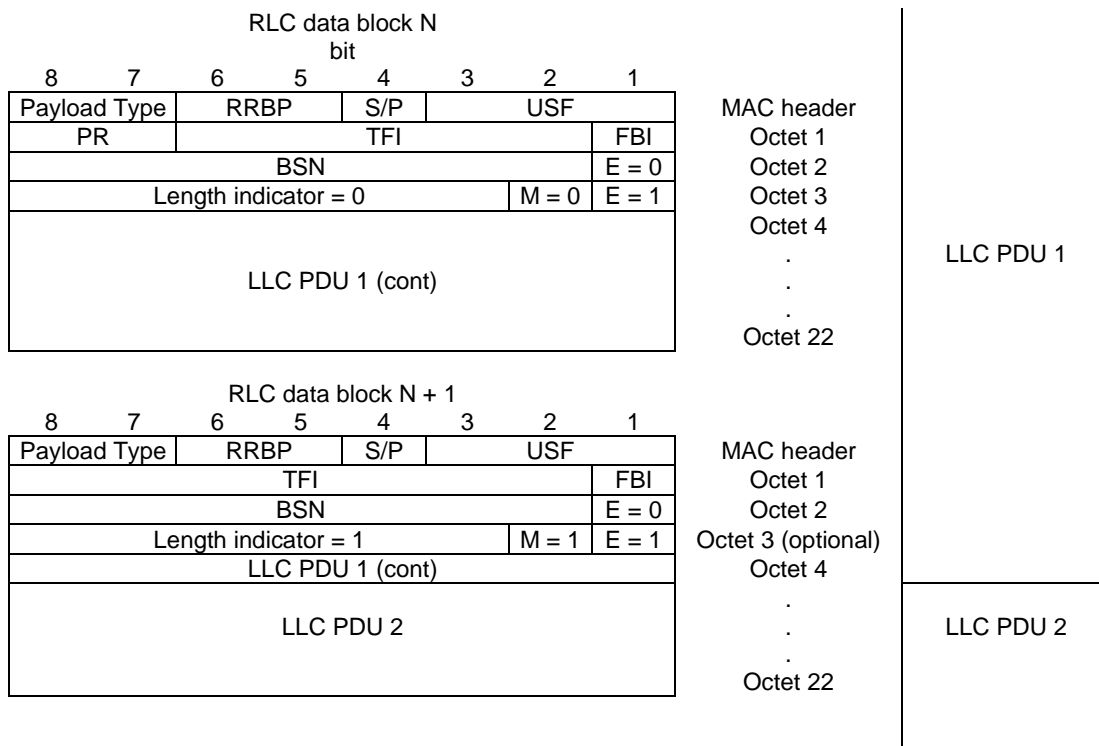 RLC data block N
bit
8 7 6 5 4 3 2 1
Payload Type RRBP S/P USF MAC header
PR TFI FBI Octet 1
BSN E = 0 Octet 2
Length indicator = 0 M = 0 E = 1 Octet 3
Octet 4
LLC PDU 1
.
LLC PDU 1 (cont) .
.
Octet 22
RLC data block N + 1
8 7 6 5 4 3 2 1
Payload Type RRBP S/P USF MAC header
TFI FBI Octet 1
BSN E = 0 Octet 2
Length indicator = 1 M = 1 E = 1 Octet 3 (optional)
LLC PDU 1 (cont) Octet 4
.
LLC PDU 2 . LLC PDU 2
.
Octet 22